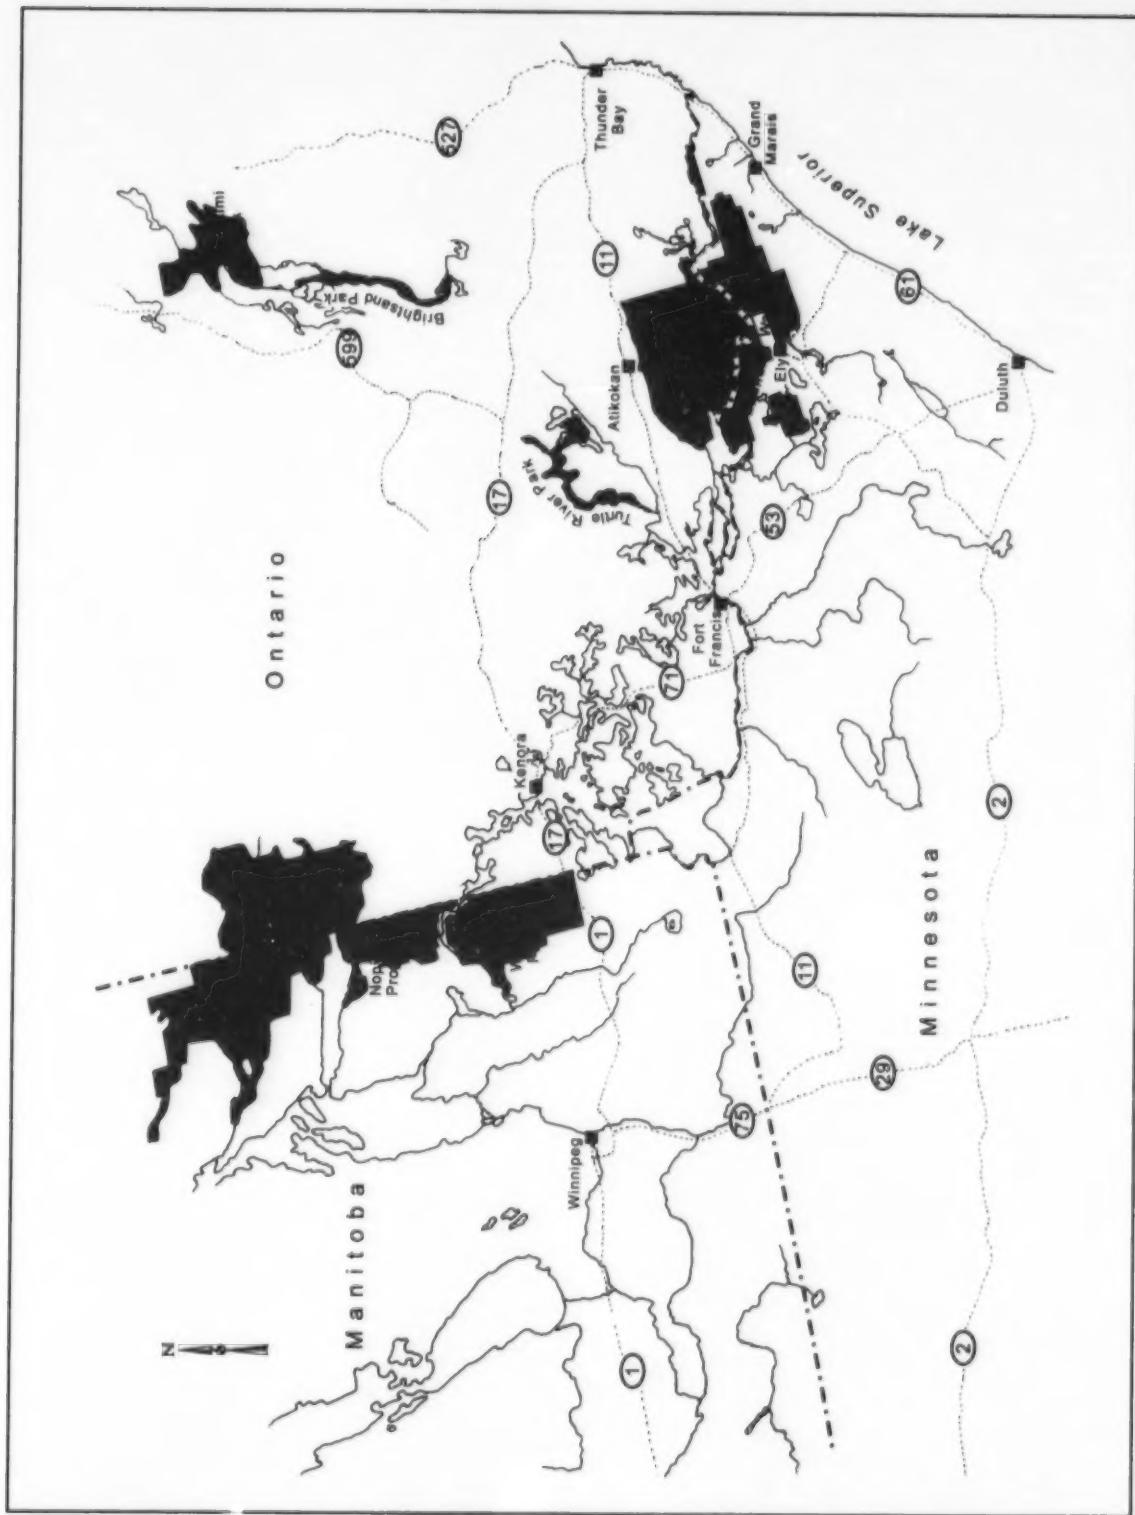 N
Manitoba
Ontario
Minnesota
Lake Superior
Winnipeg
Kenora
Fort
Francis
Atikokan
Thunder
Bay
Grand
Marais
Ely
Duluth
Turtle River Park
Brightsand Park
1
1
17
17
11
11
71
53
61
527
599
75
29
2
2